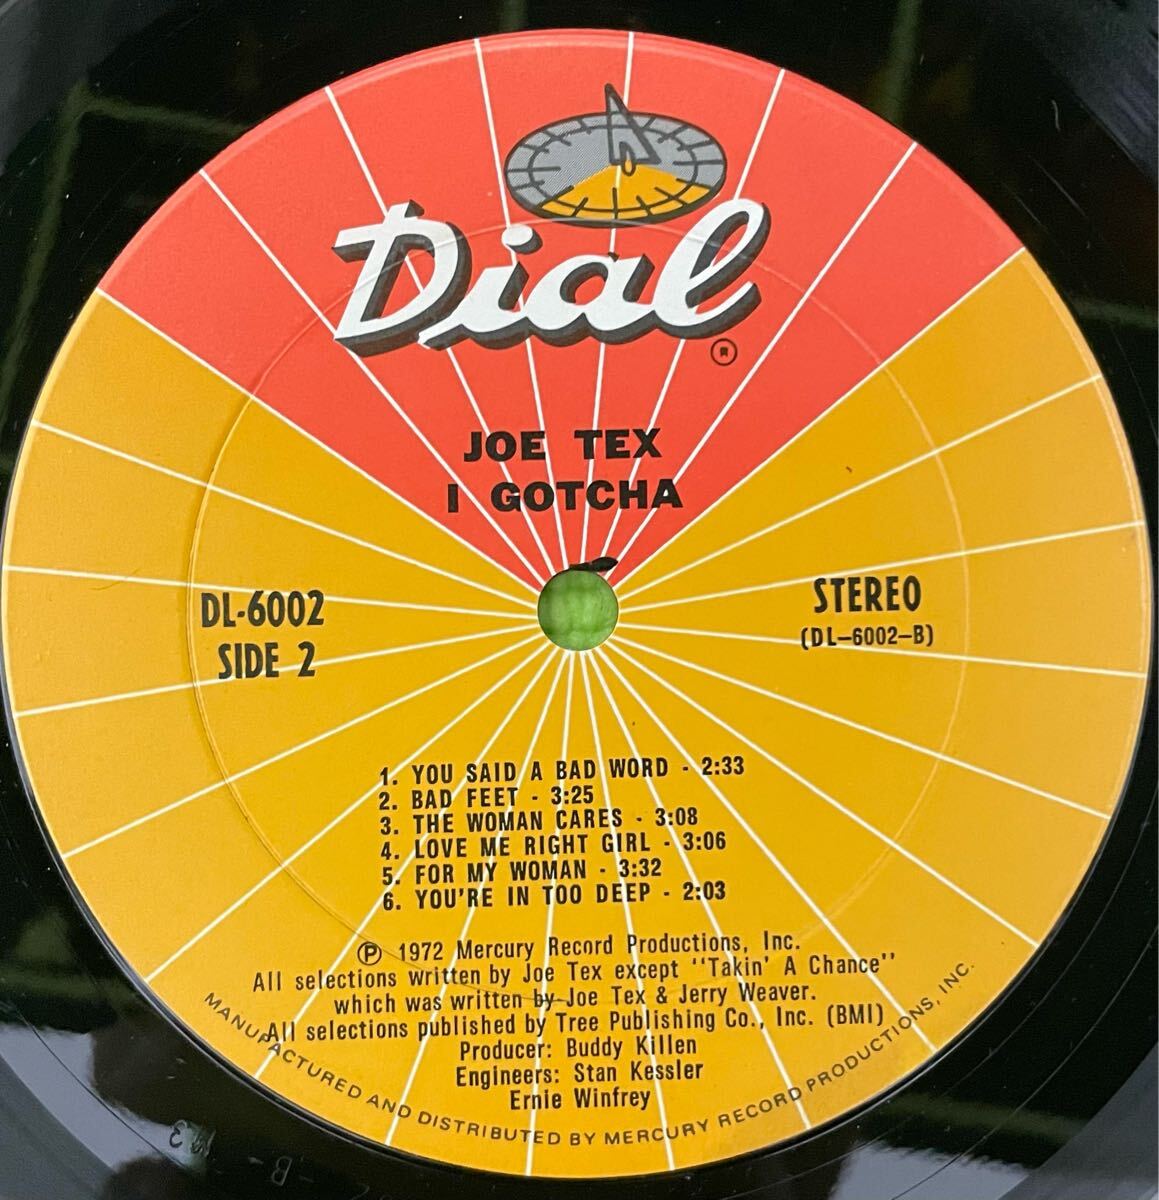 Dial
®
JOE TEX
I GOTCHA
DL-6002
SIDE 2
STEREO
(DL-6002-B)
1. YOU SAID A BAD WORD - 2:33
2. BAD FEET - 3:25
3. THE WOMAN CARES - 3:08
4. LOVE ME RIGHT GIRL - 3:06
5. FOR MY WOMAN - 3:32
6. YOU'RE IN TOO DEEP - 2:03
Ⓟ 1972 Mercury Record Productions, Inc.
All selections written by Joe Tex except "Takin' A Chance"
which was written by Joe Tex & Jerry Weaver.
All selections published by Tree Publishing Co., Inc. (BMI)
Producer: Buddy Killen
Engineers: Stan Kessler
Ernie Winfrey
MANUFACTURED AND DISTRIBUTED BY MERCURY RECORD PRODUCTIONS, INC.